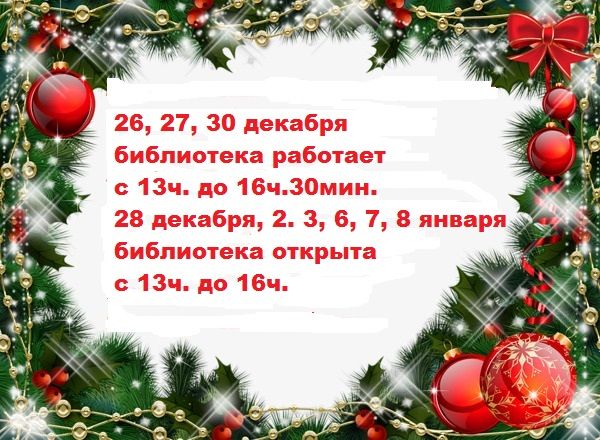 26, 27, 30 декабря
библиотека работает
с 13ч. до 16ч.30мин.
28 декабря, 2. 3, 6, 7, 8 января
библиотека открыта
с 13ч. до 16ч.